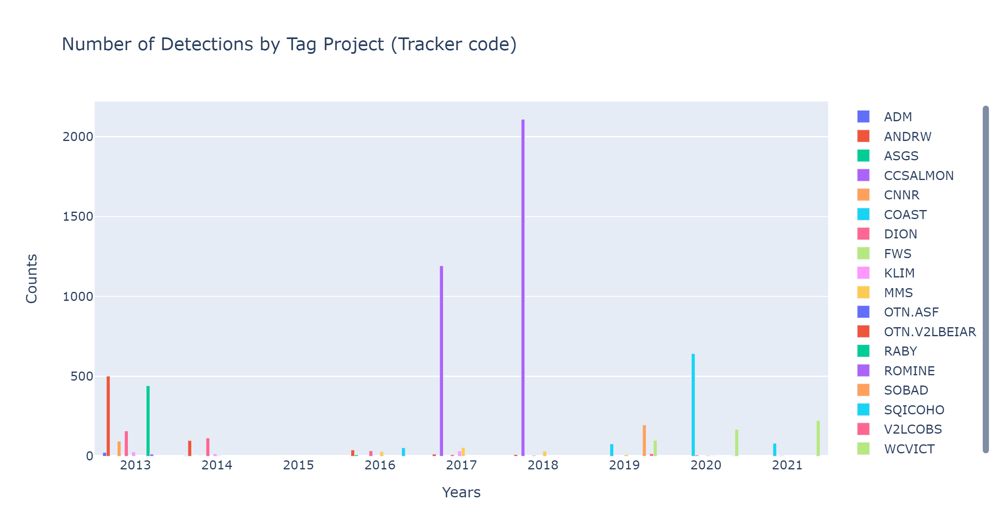 Number of Detections by Tag Project (Tracker code)
2000
1500
1000
500
0
Counts
2013 2014 2015 2016 2017 2018 2019 2020 2021
Years
ADM
ANDRW
ASGS
CCSALMON
CNNR
COAST
DION
FWS
KLIM
MMS
OTN.ASF
OTN.V2LBEIAR
RABY
ROMINE
SOBAD
SQICOHO
V2LCOBS
WCVICT